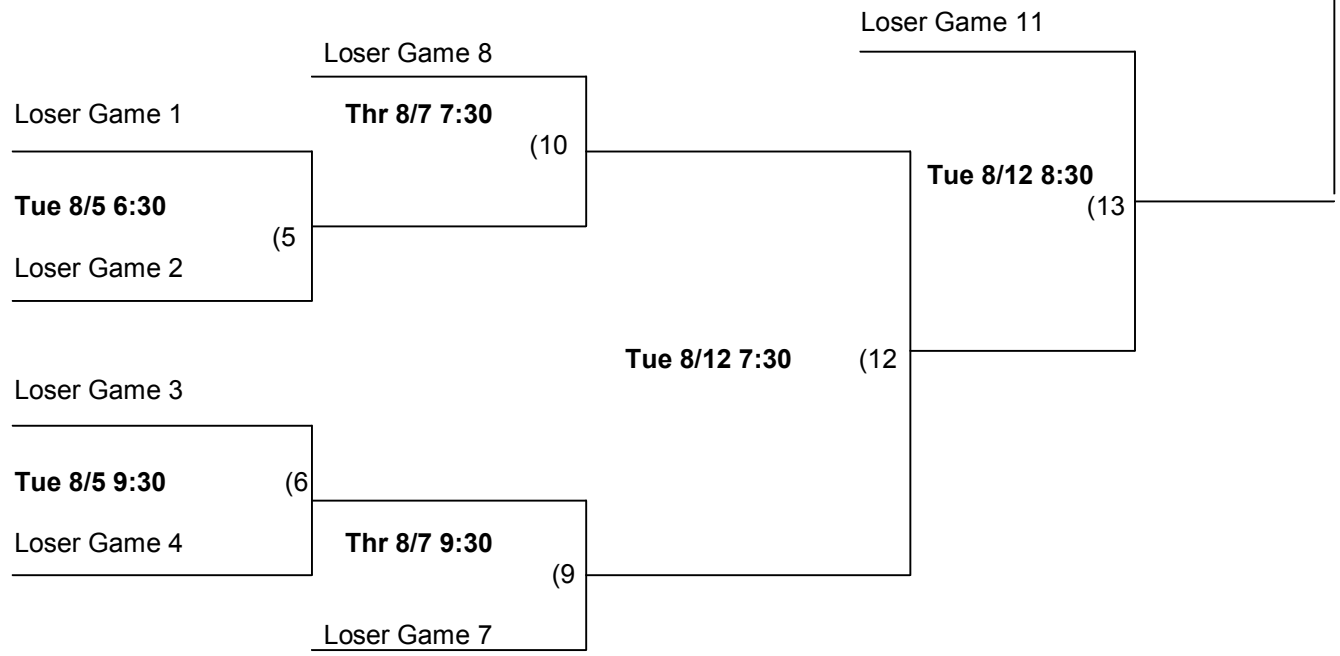 Loser Game 11
Loser Game 8
Loser Game 1
Thr 8/7 7:30
(10
Tue 8/12 8:30
(13
Tue 8/5 6:30
(5
Loser Game 2
Tue 8/12 7:30
(12
Loser Game 3
Tue 8/5 9:30
(6
Loser Game 4
Thr 8/7 9:30
(9
Loser Game 7